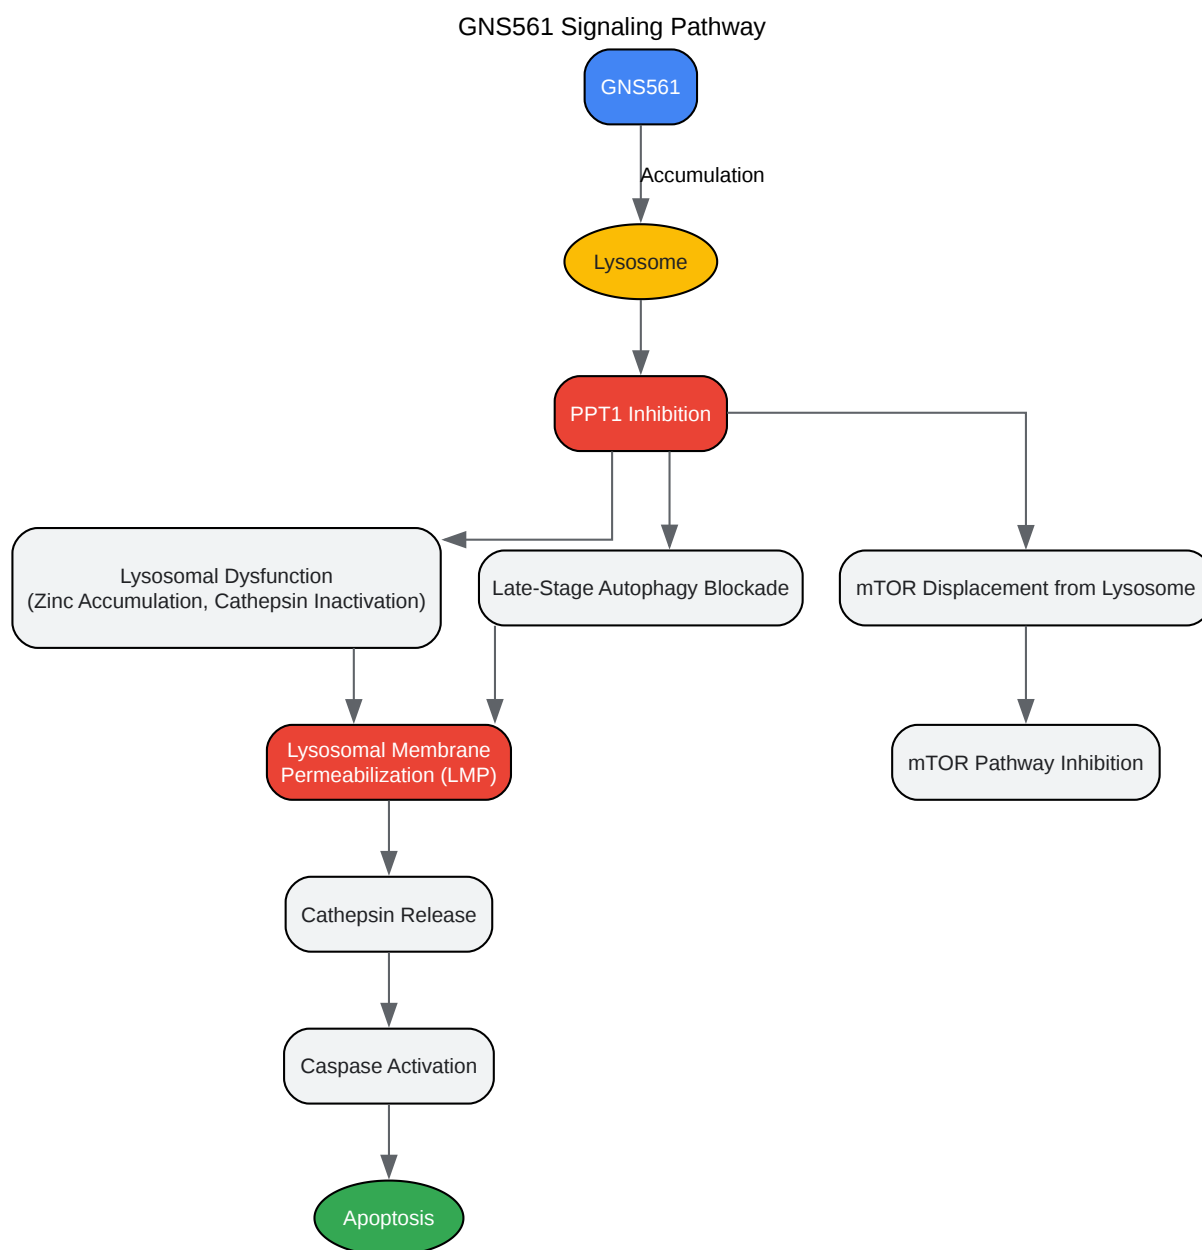 GNS561 Signaling Pathway
GNS561
Accumulation
Lysosome
PPT1 Inhibition
Lysosomal Dysfunction
(Zinc Accumulation, Cathepsin Inactivation)
Late-Stage Autophagy Blockade
mTOR Displacement from Lysosome
Lysosomal Membrane
Permeabilization (LMP)
mTOR Pathway Inhibition
Cathepsin Release
Caspase Activation
Apoptosis